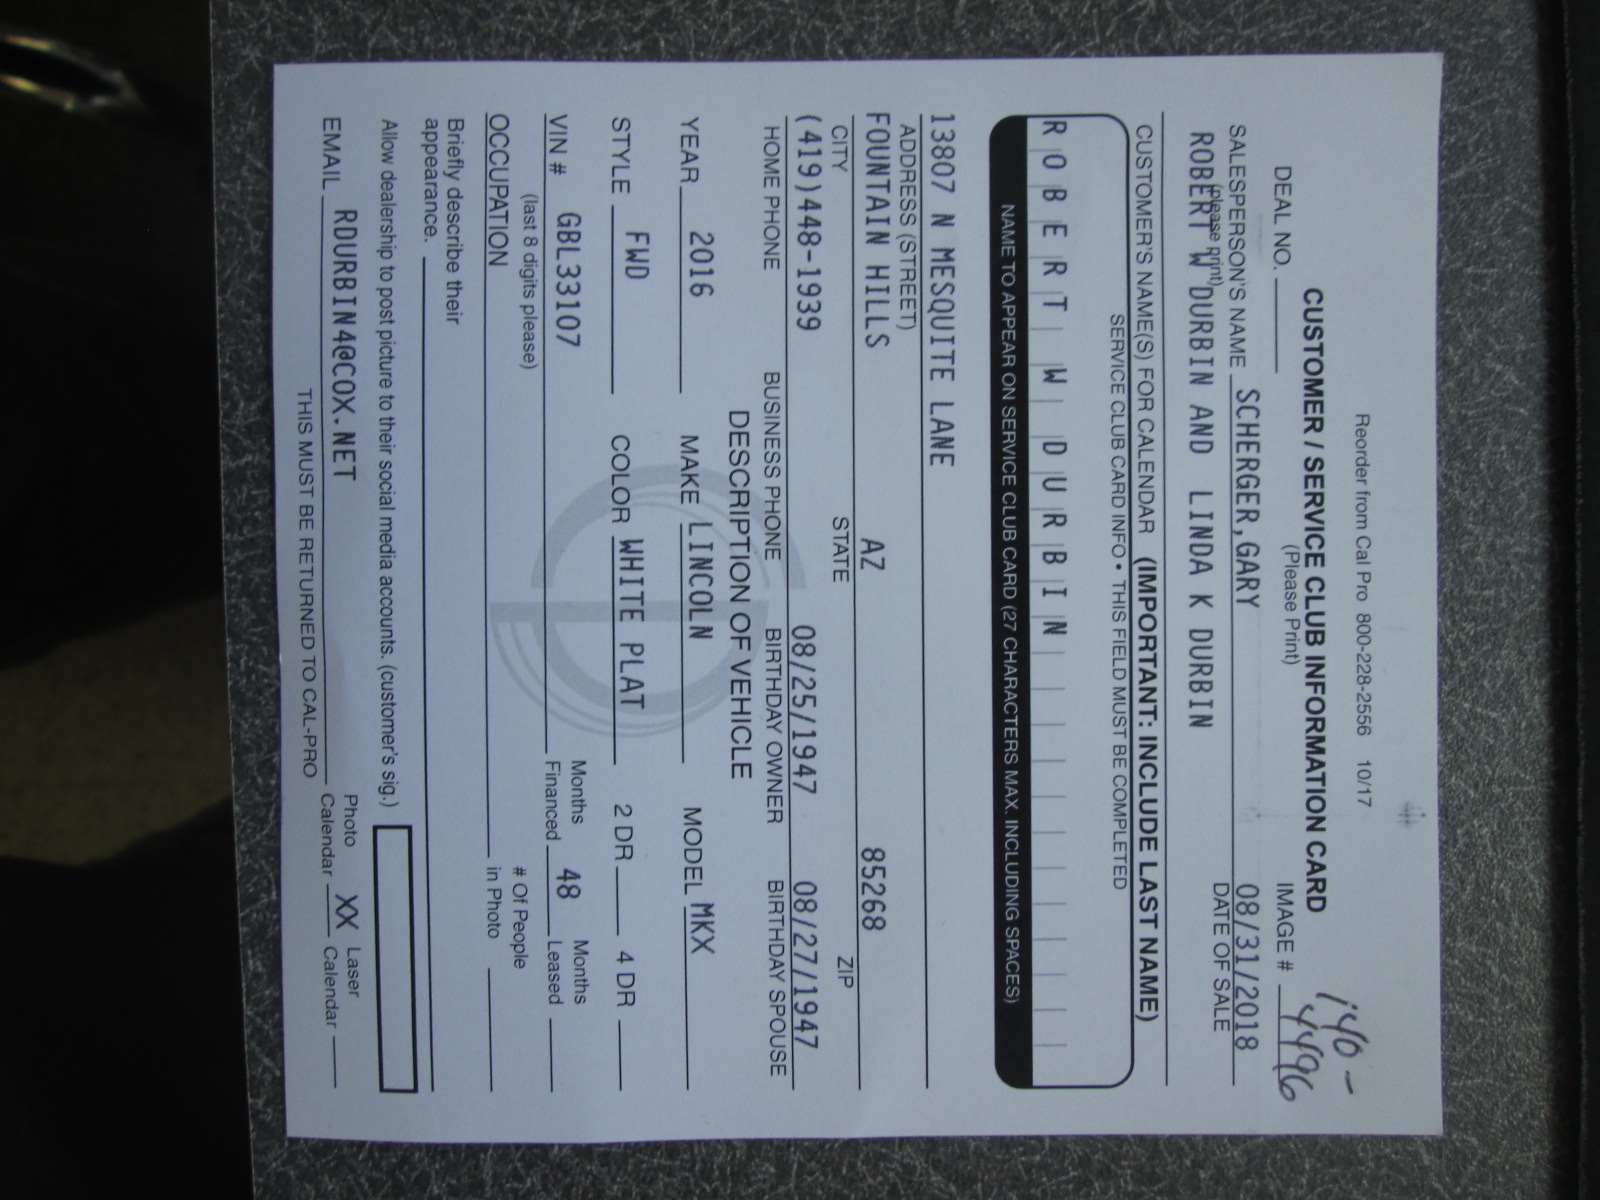 Reorder from Cal Pro 800-228-2556 10/17
CUSTOMER / SERVICE CLUB INFORMATION CARD
(Please Print)
140-
4496
DEAL NO. IMAGE #
SALESPERSON'S NAME SCHERGER,GARY 08/31/2018
(please print) DATE OF SALE
ROBERT W DURBIN AND LINDA K DURBIN
CUSTOMER'S NAME(S) FOR CALENDAR (IMPORTANT: INCLUDE LAST NAME)
SERVICE CLUB CARD INFO • THIS FIELD MUST BE COMPLETED
ROBERT W DURBIN
NAME TO APPEAR ON SERVICE CLUB CARD (27 CHARACTERS MAX. INCLUDING SPACES)
13807 N MESQUITE LANE
ADDRESS (STREET)
FOUNTAIN HILLS AZ 85268
CITY STATE ZIP
(419)448-1939 08/25/1947 08/27/1947
HOME PHONE BUSINESS PHONE BIRTHDAY OWNER BIRTHDAY SPOUSE
DESCRIPTION OF VEHICLE
YEAR 2016 MAKE LINCOLN MODEL MKX
STYLE FWD COLOR WHITE PLAT 2 DR 4 DR
VIN # GBL33107 Months Financed 48 Months Leased
(last 8 digits please)
OCCUPATION # Of People in Photo
Briefly describe their
appearance.
Allow dealership to post picture to their social media accounts. (customer's sig.)
EMAIL RDURBIN4@COX.NET Photo Calendar XX Laser Calendar
THIS MUST BE RETURNED TO CAL-PRO